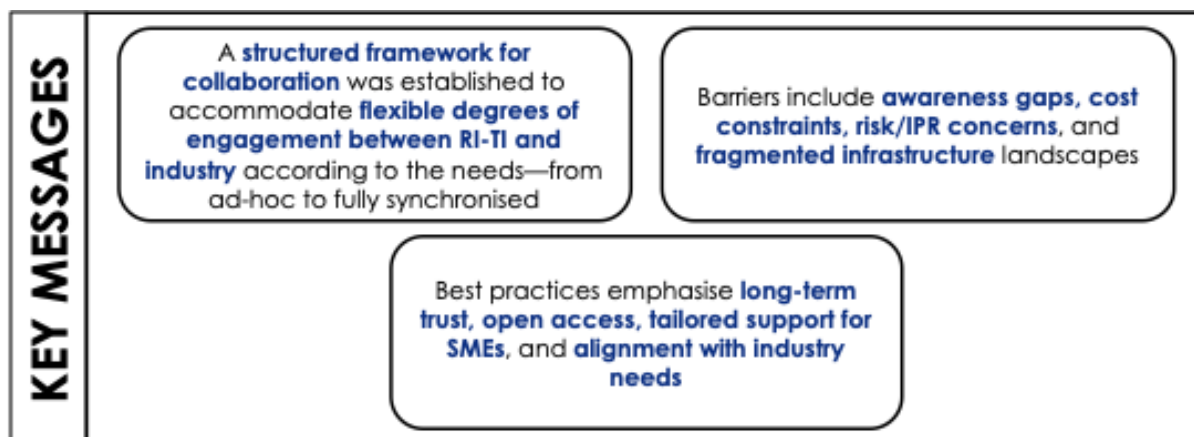 KEY MESSAGES
A structured framework for
collaboration was established to
accommodate flexible degrees of
engagement between RI-TI and
industry according to the needs—from
ad-hoc to fully synchronised
Barriers include awareness gaps, cost
constraints, risk/IPR concerns, and
fragmented infrastructure landscapes
Best practices emphasise long-term
trust, open access, tailored support for
SMEs, and alignment with industry
needs